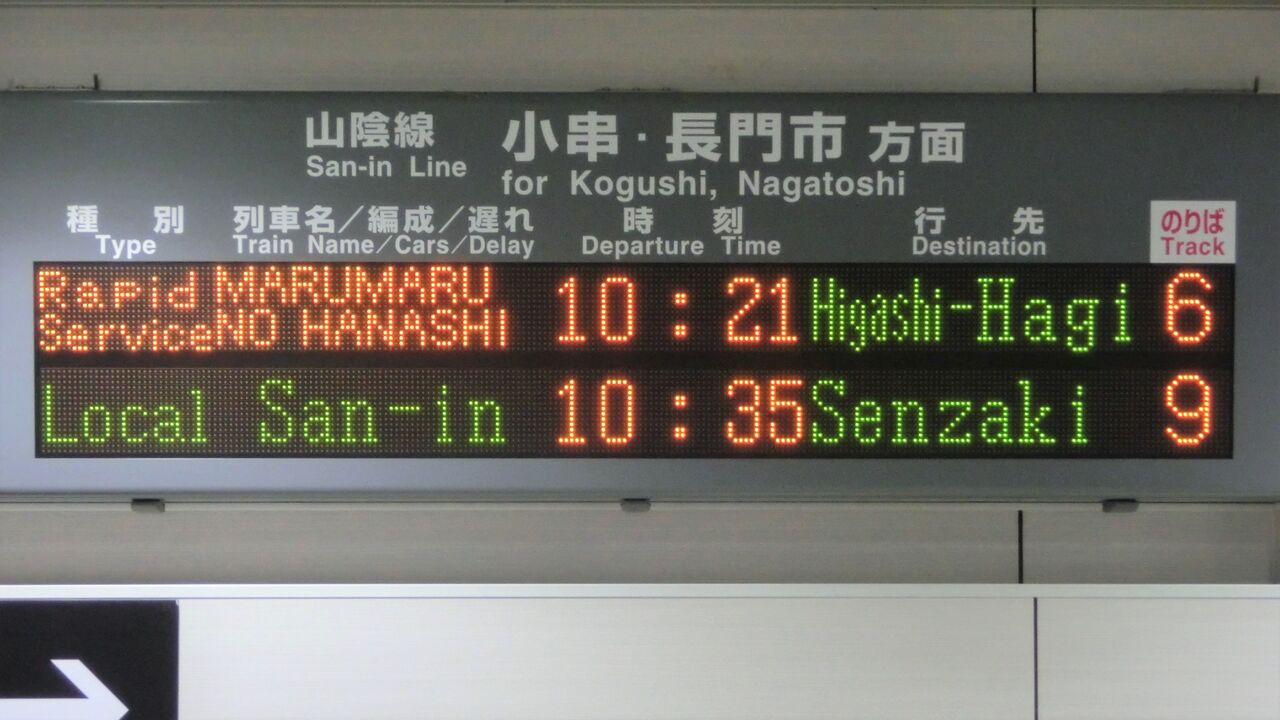 山陰線 小串・長門市 方面
San-in Line for Kogushi, Nagatoshi
種別 列車名／編成／遅れ 時刻 行先 のりば
Type Train Name／Cars／Delay Departure Time Destination Track
Rapid Service MARUMARU NO HANASHI 10:21 Higashi-Hagi 6
Local San-in 10:35 Senzaki 9